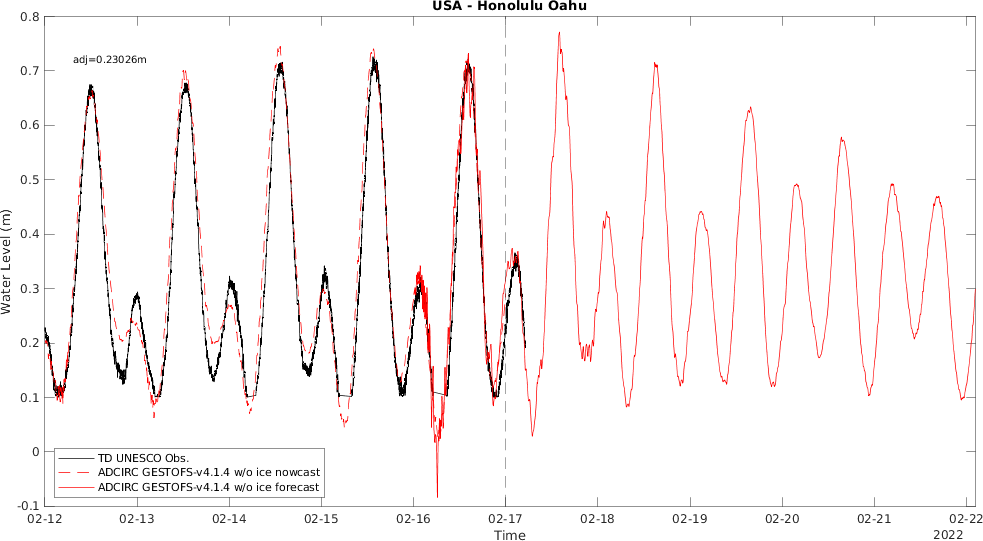 USA - Honolulu Oahu
adj=0.23026m
0.8
0.7
0.6
0.5
0.4
0.3
0.2
0.1
0
-0.1
Water Level (m)
TD UNESCO Obs.
ADCIRC GESTOFS-v4.1.4 w/o ice nowcast
ADCIRC GESTOFS-v4.1.4 w/o ice forecast
02-12 02-13 02-14 02-15 02-16 02-17 02-18 02-19 02-20 02-21 02-22
Time
2022